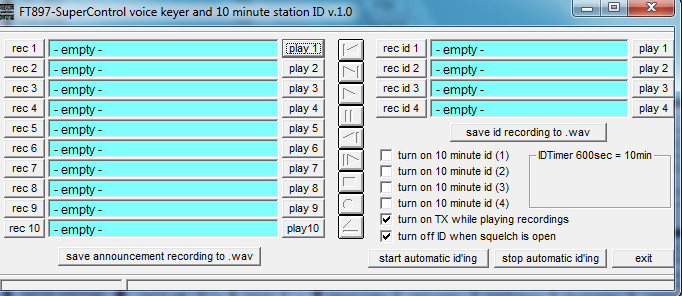 FT897-SuperControl voice keyer and 10 minute station ID v.1.0
rec 1 - empty - play 1 rec id 1 - empty - play 1
rec 2 - empty - play 2 rec id 2 - empty - play 2
rec 3 - empty - play 3 rec id 3 - empty - play 3
rec 4 - empty - play 4 rec id 4 - empty - play 4
rec 5 - empty - play 5 save id recording to .wav
rec 6 - empty - play 6 turn on 10 minute id (1) IDTimer 600sec = 10min
rec 7 - empty - play 7 turn on 10 minute id (2)
rec 8 - empty - play 8 turn on 10 minute id (3)
rec 9 - empty - play 9 turn on 10 minute id (4)
rec 10 - empty - play10 turn on TX while playing recordings
turn off ID when squelch is open
save announcement recording to .wav start automatic id'ing stop automatic id'ing exit